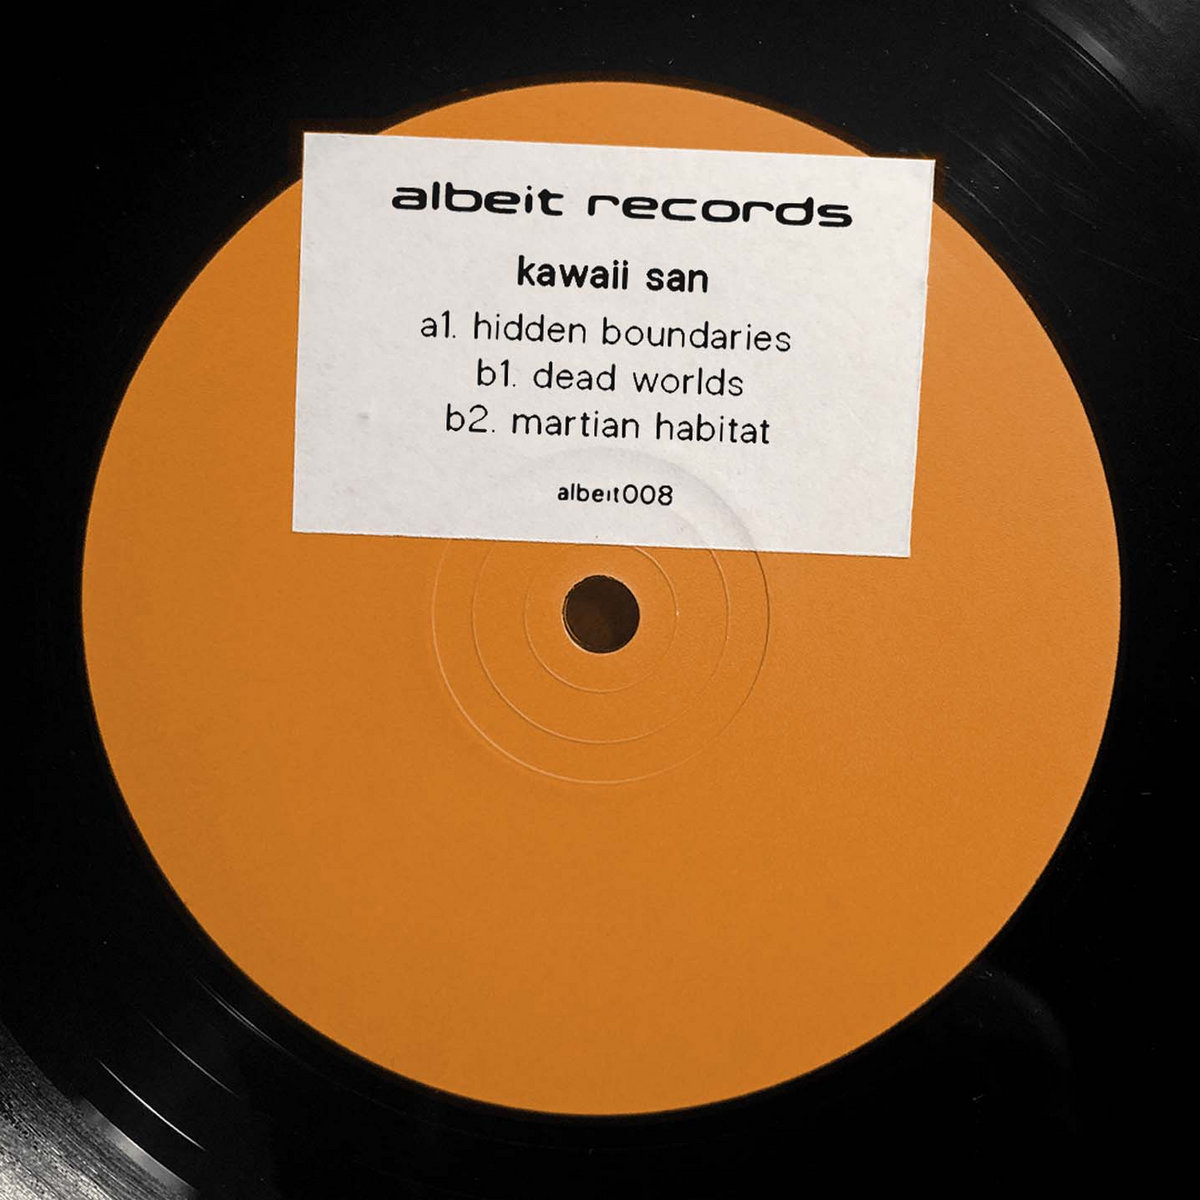 albeit records
kawaii san
a1. hidden boundaries
b1. dead worlds
b2. martian habitat
albeit008